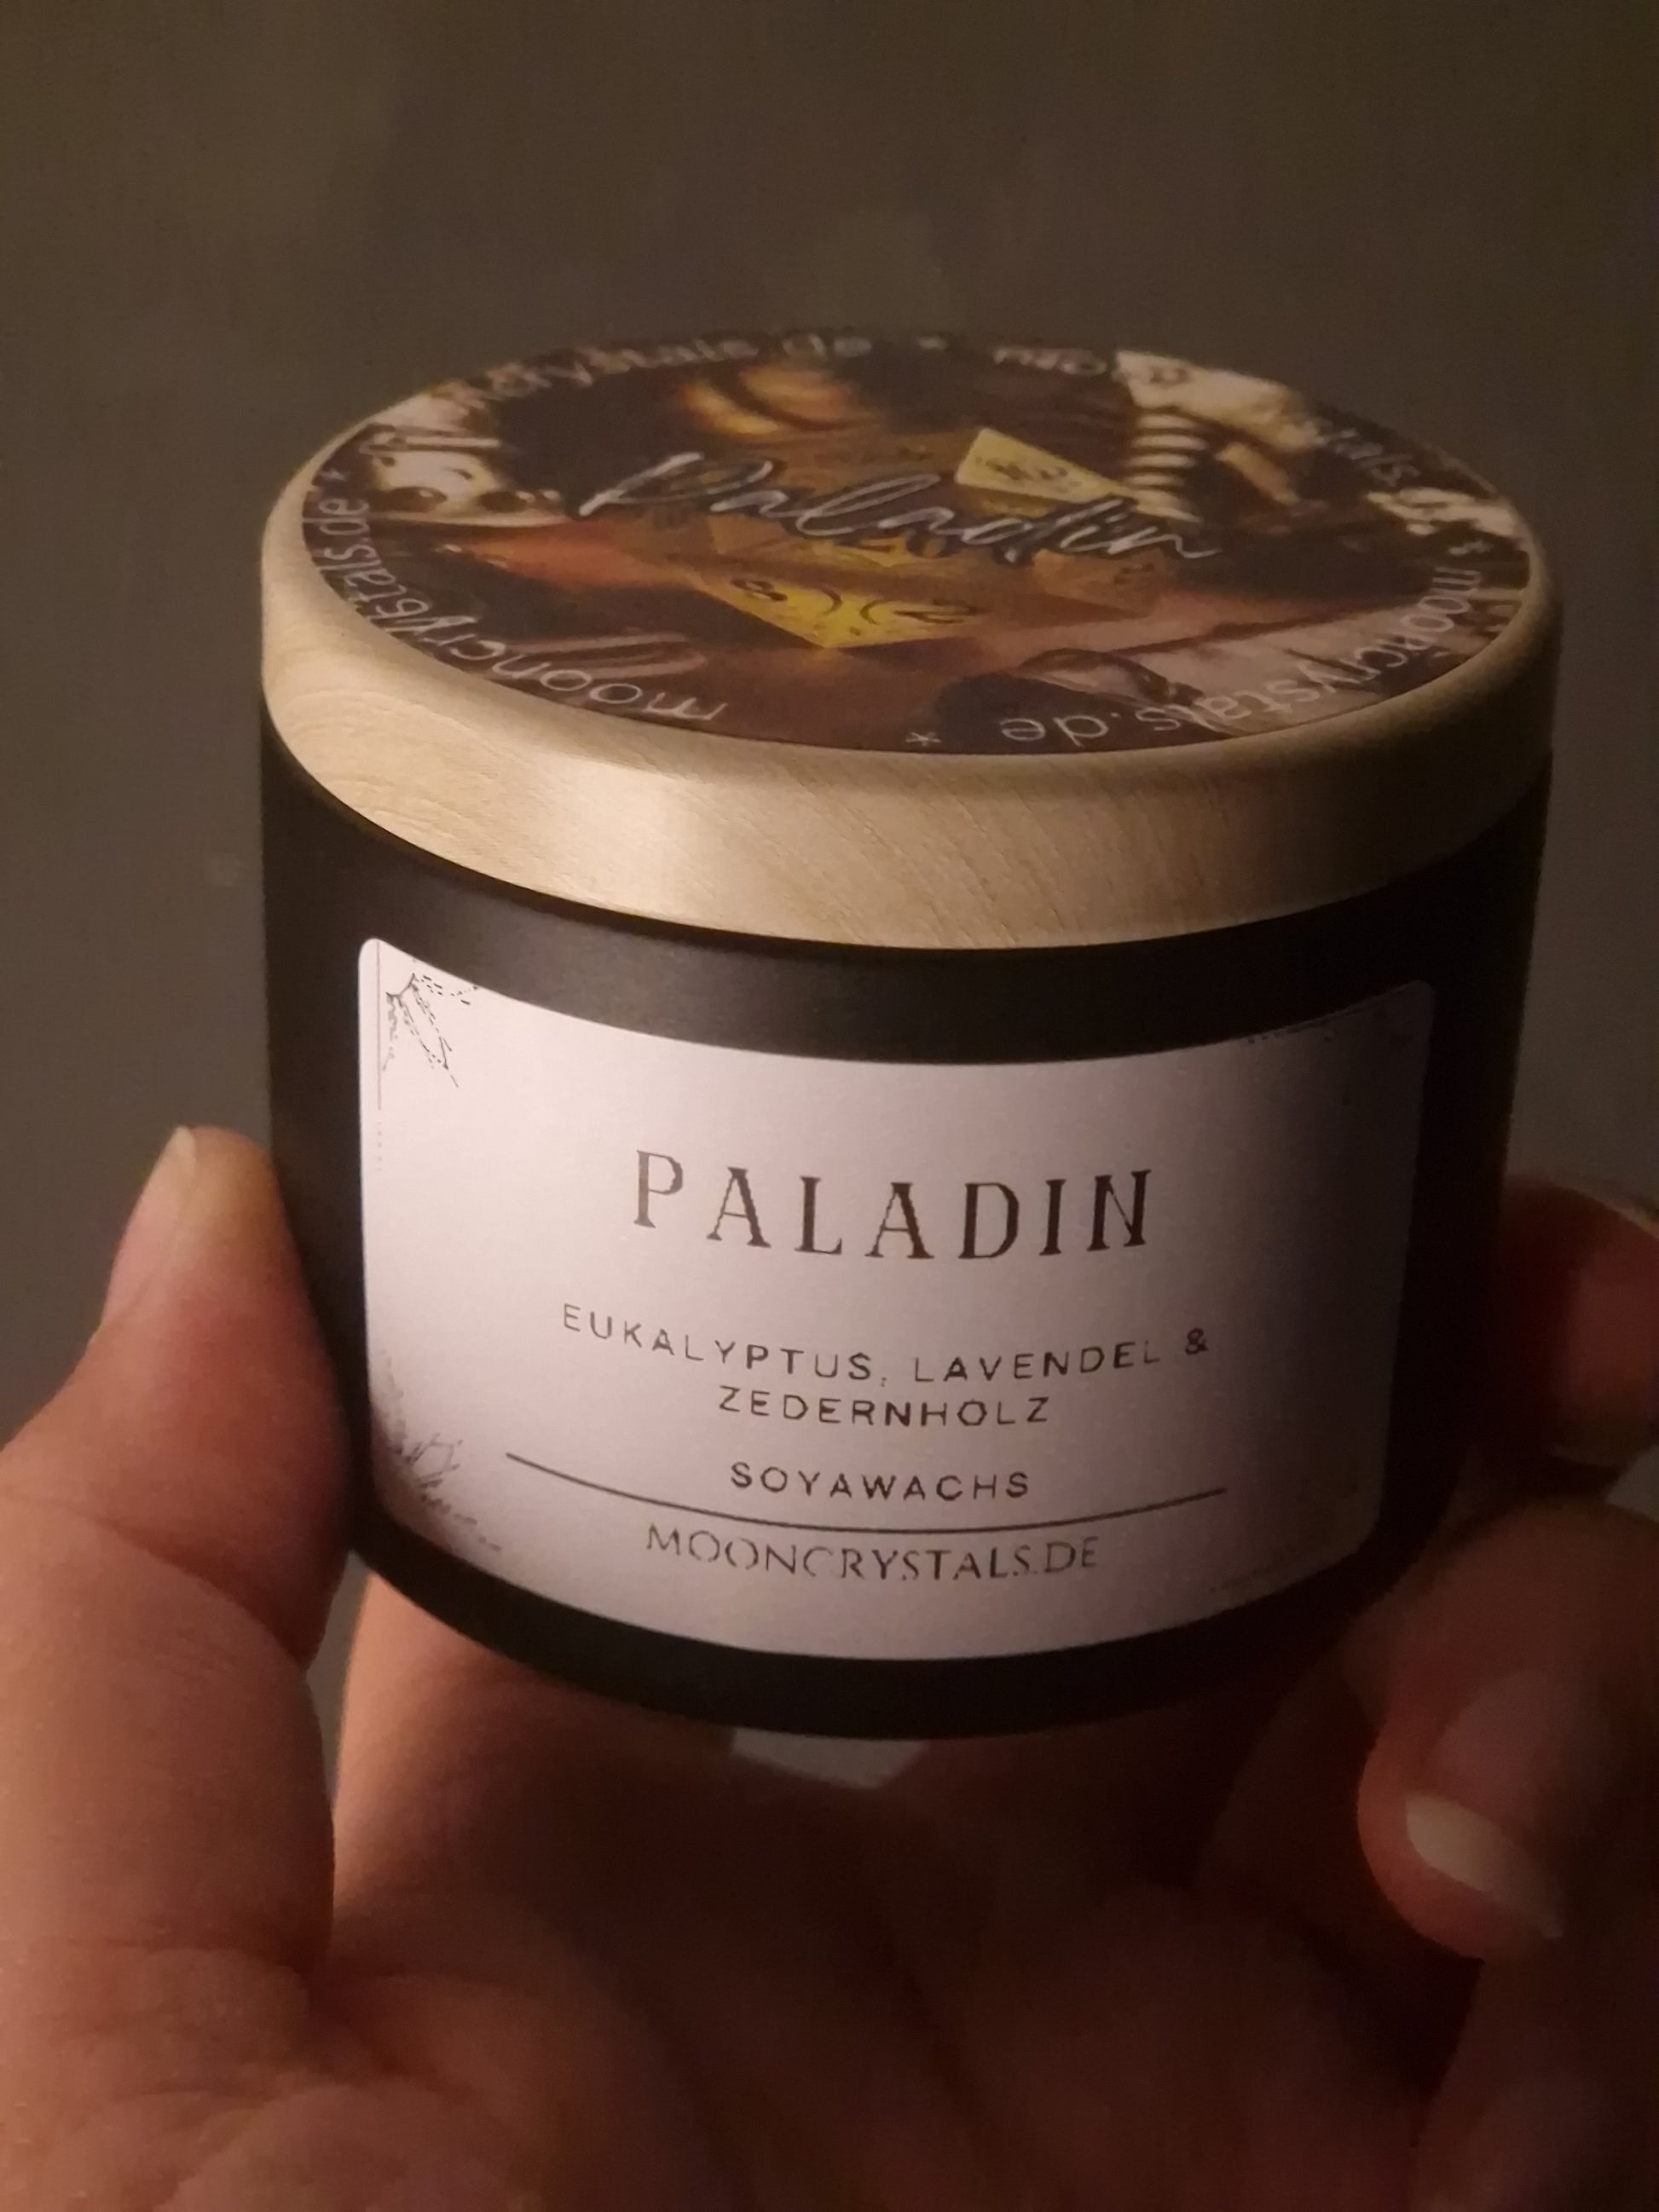 Paladin
mooncrystals.de * mooncrystals.de *
PALADIN
EUKALYPTUS, LAVENDEL &
ZEDERNHOLZ
SOYAWACHS
MOONCRYSTALS.DE